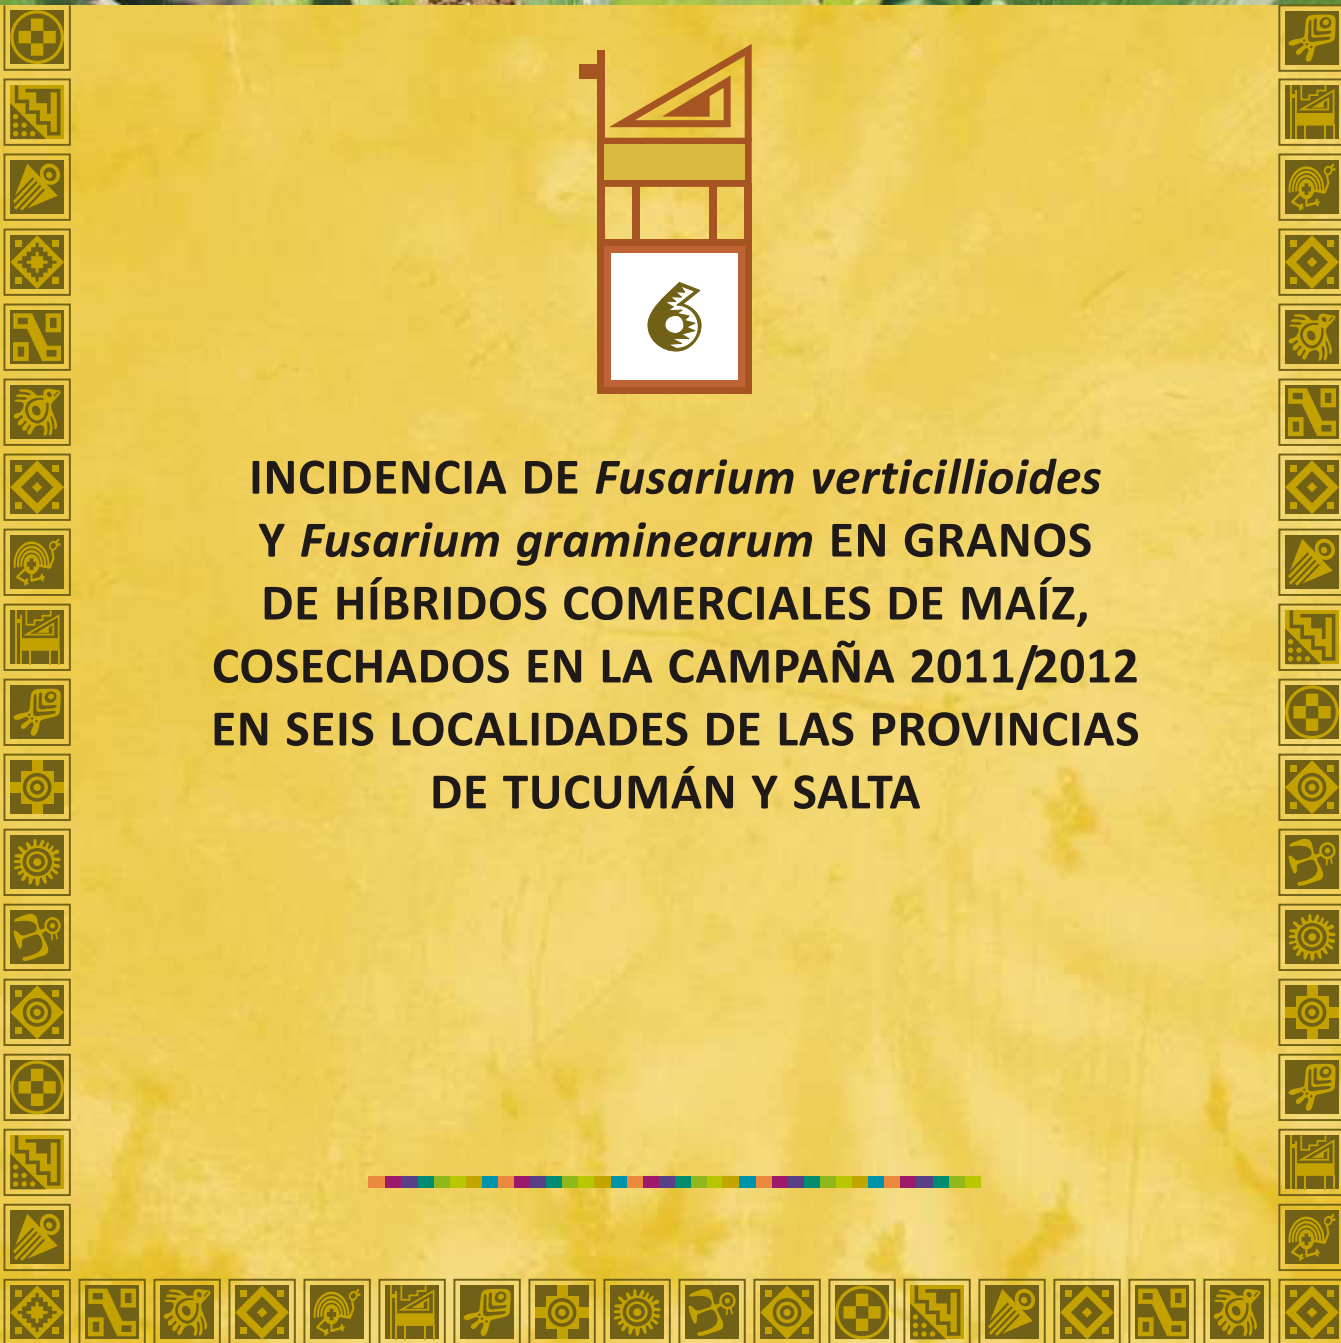 6
INCIDENCIA DE Fusarium verticillioides
Y Fusarium graminearum EN GRANOS
DE HÍBRIDOS COMERCIALES DE MAÍZ,
COSECHADOS EN LA CAMPAÑA 2011/2012
EN SEIS LOCALIDADES DE LAS PROVINCIAS
DE TUCUMÁN Y SALTA